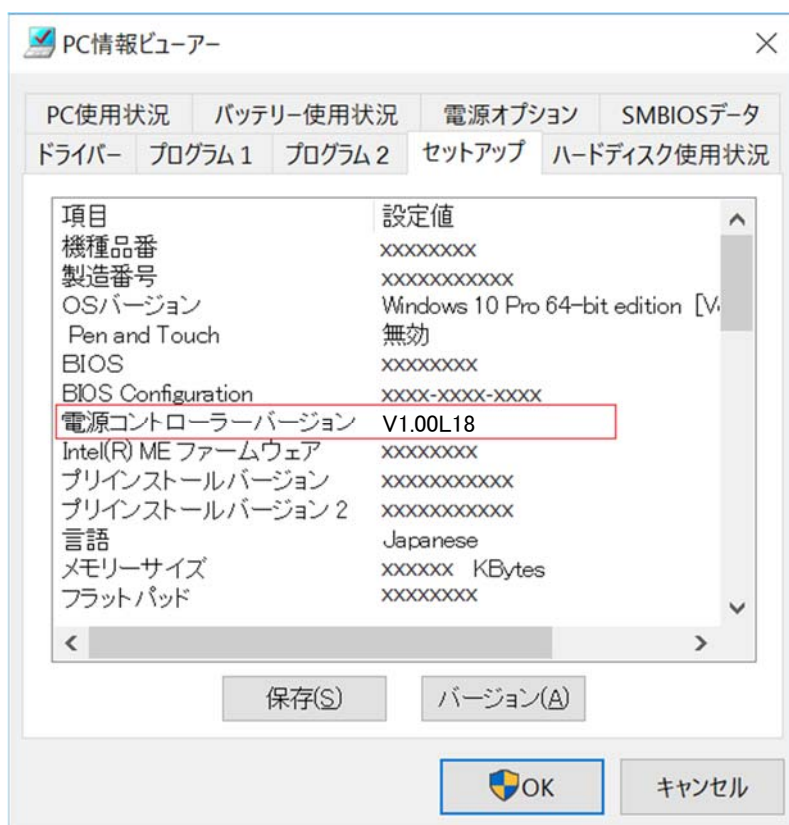 PC情報ビューアー
PC使用状況 バッテリー使用状況 電源オプション SMBIOSデータ
ドライバー プログラム1 プログラム2 セットアップ ハードディスク使用状況
項目 設定値
機種品番 xxxxxxxx
製造番号 xxxxxxxxxxx
OSバージョン Windows 10 Pro 64-bit edition [V
Pen and Touch 無効
BIOS xxxxxxxx
BIOS Configuration xxxx-xxxx-xxxx
電源コントローラーバージョン V1.00L18
Intel(R) ME ファームウェア xxxxxxxx
プリインストールバージョン xxxxxxxxxxx
プリインストールバージョン 2 xxxxxxxxxxx
言語 Japanese
メモリーサイズ xxxxxx KBytes
フラットパッド xxxxxxxx
保存(S) バージョン(A)
OK キャンセル